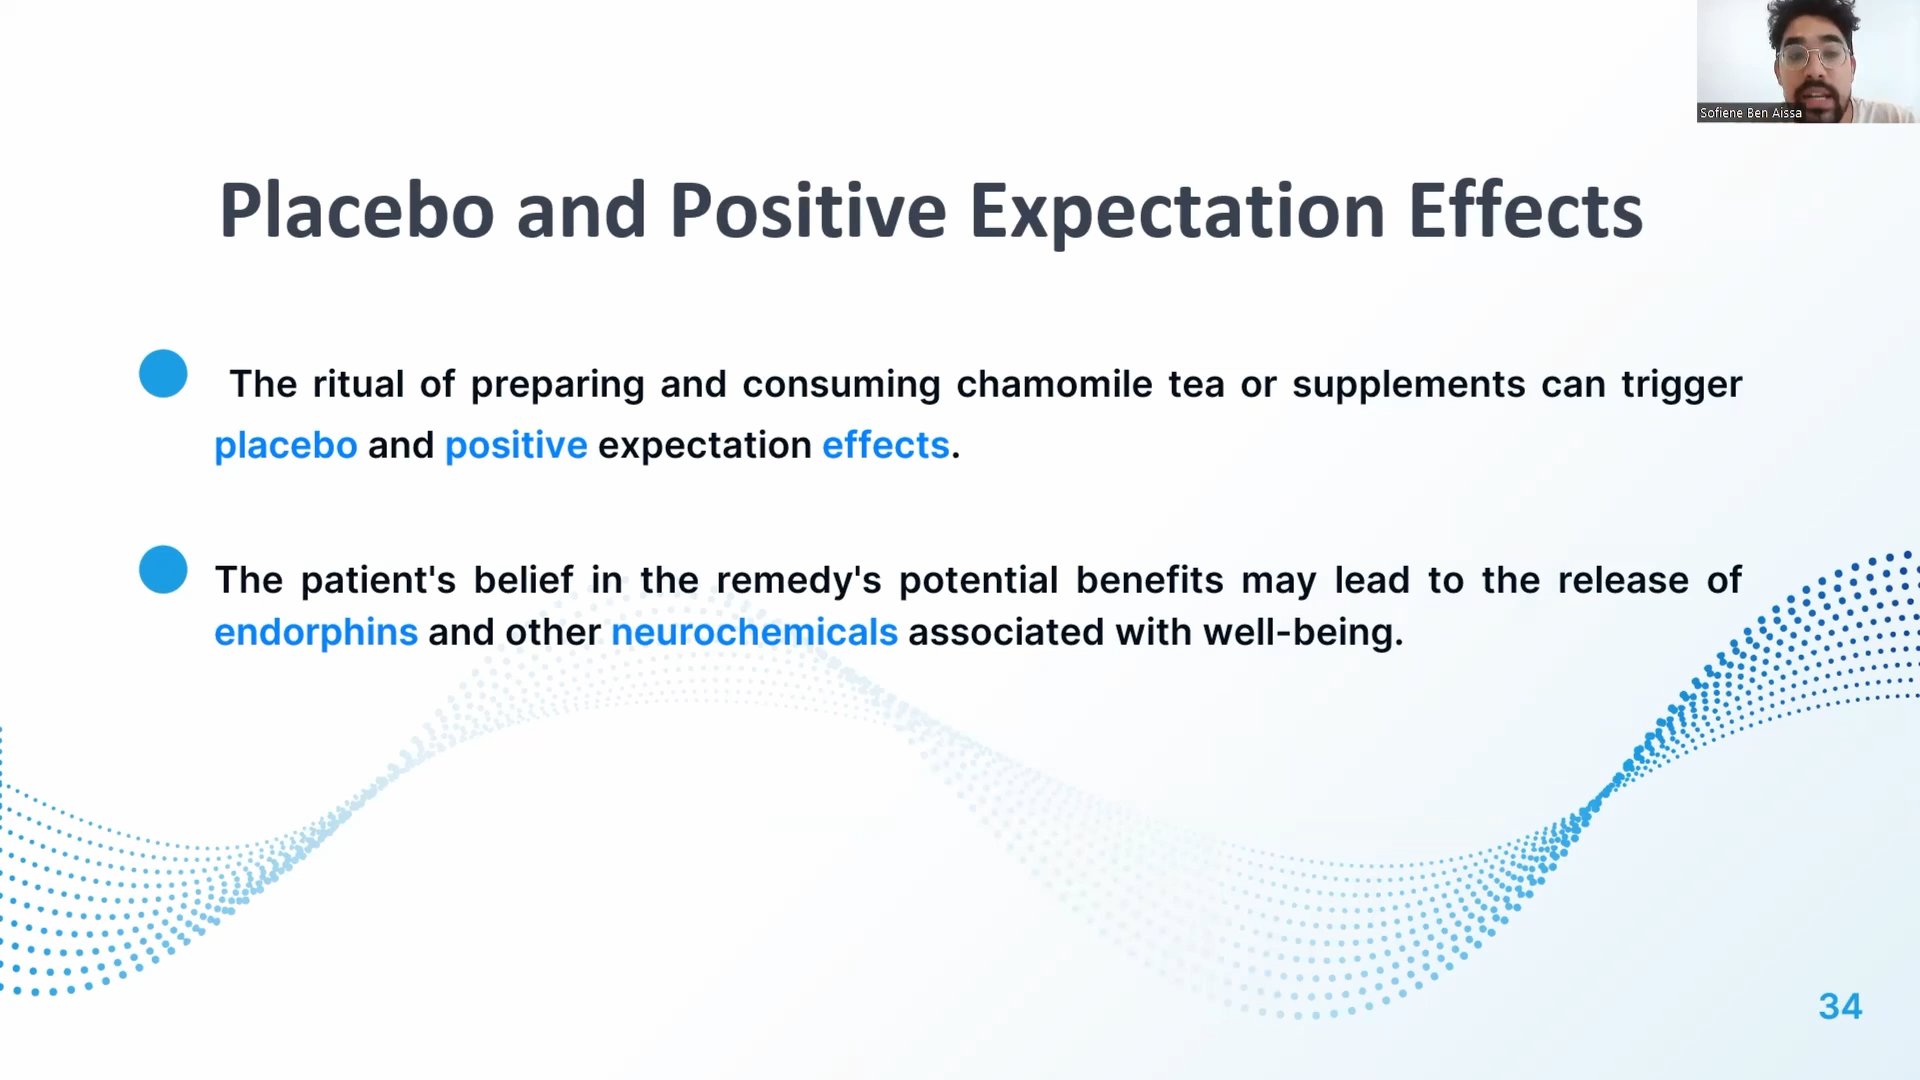 Sofiene Ben Aissa
Placebo and Positive Expectation Effects
The ritual of preparing and consuming chamomile tea or supplements can trigger
placebo and positive expectation effects.
The patient's belief in the remedy's potential benefits may lead to the release of
endorphins and other neurochemicals associated with well-being.
34